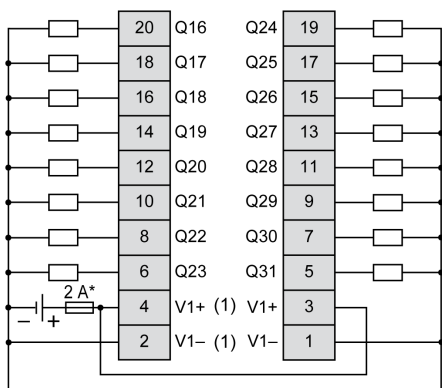 20 Q16 Q24 19
18 Q17 Q25 17
16 Q18 Q26 15
14 Q19 Q27 13
12 Q20 Q28 11
10 Q21 Q29 9
8 Q22 Q30 7
6 Q23 Q31 5
2 A*
4 V1+ (1) V1+ 3
− +
2 V1− (1) V1− 1